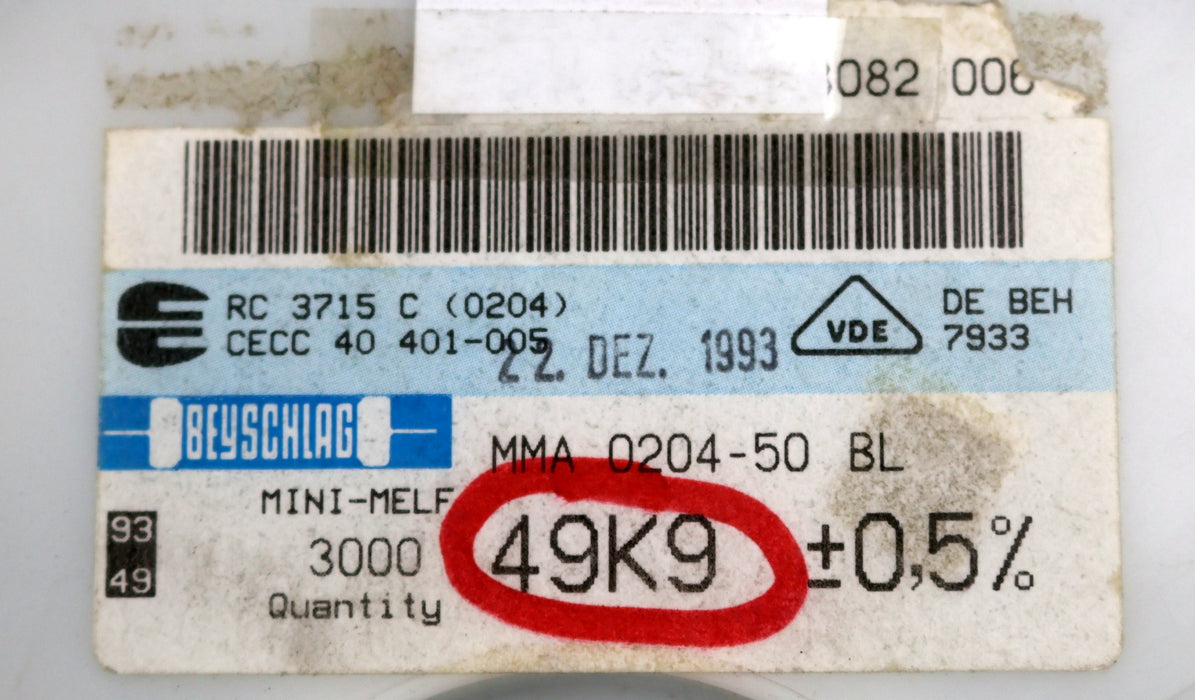 082 006
RC 3715 C (0204)
CECC 40 401-005
22. DEZ. 1993
VDE
DE BEH
7933
BEYSCHLAG
MMA 0204-50 BL
MINI-MELF
93
49
3000
Quantity
49K9 ±0,5%